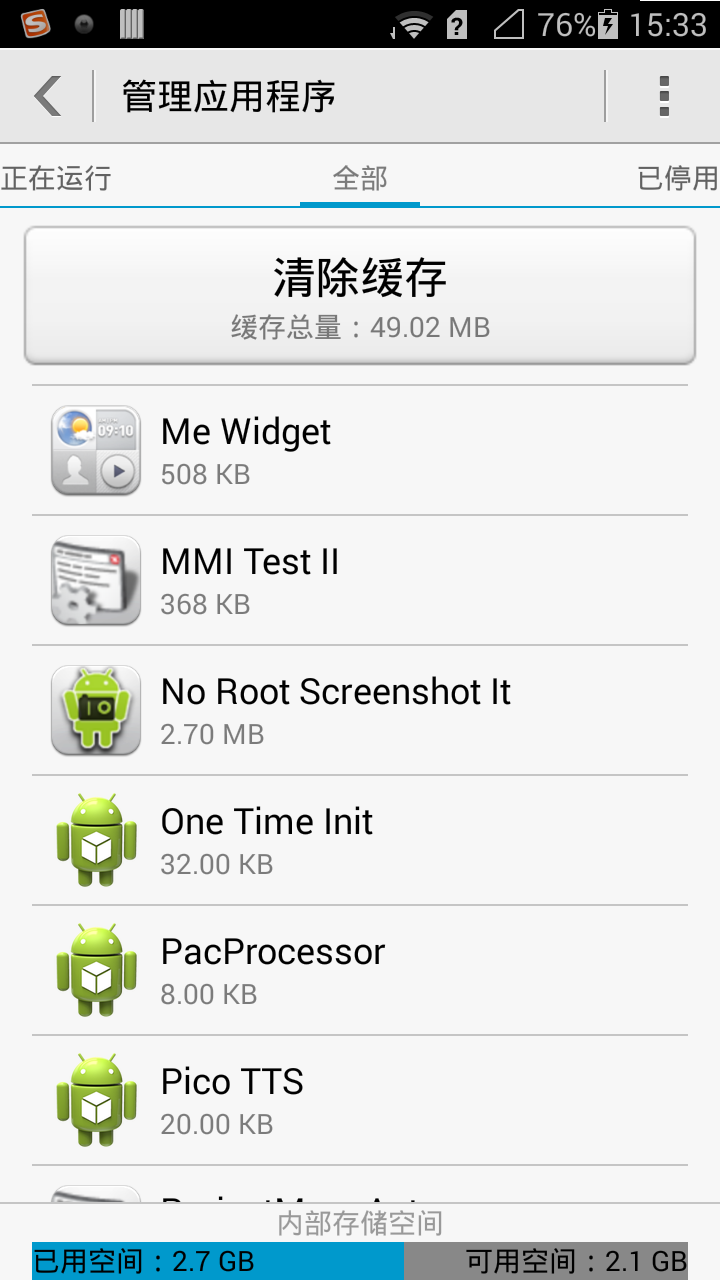 76% 15:33
管理应用程序
正在运行 全部 已停用
清除缓存
缓存总量：49.02 MB
09:10
Me Widget
508 KB
MMI Test II
368 KB
No Root Screenshot It
2.70 MB
One Time Init
32.00 KB
PacProcessor
8.00 KB
Pico TTS
20.00 KB
内部存储空间
已用空间：2.7 GB 可用空间：2.1 GB